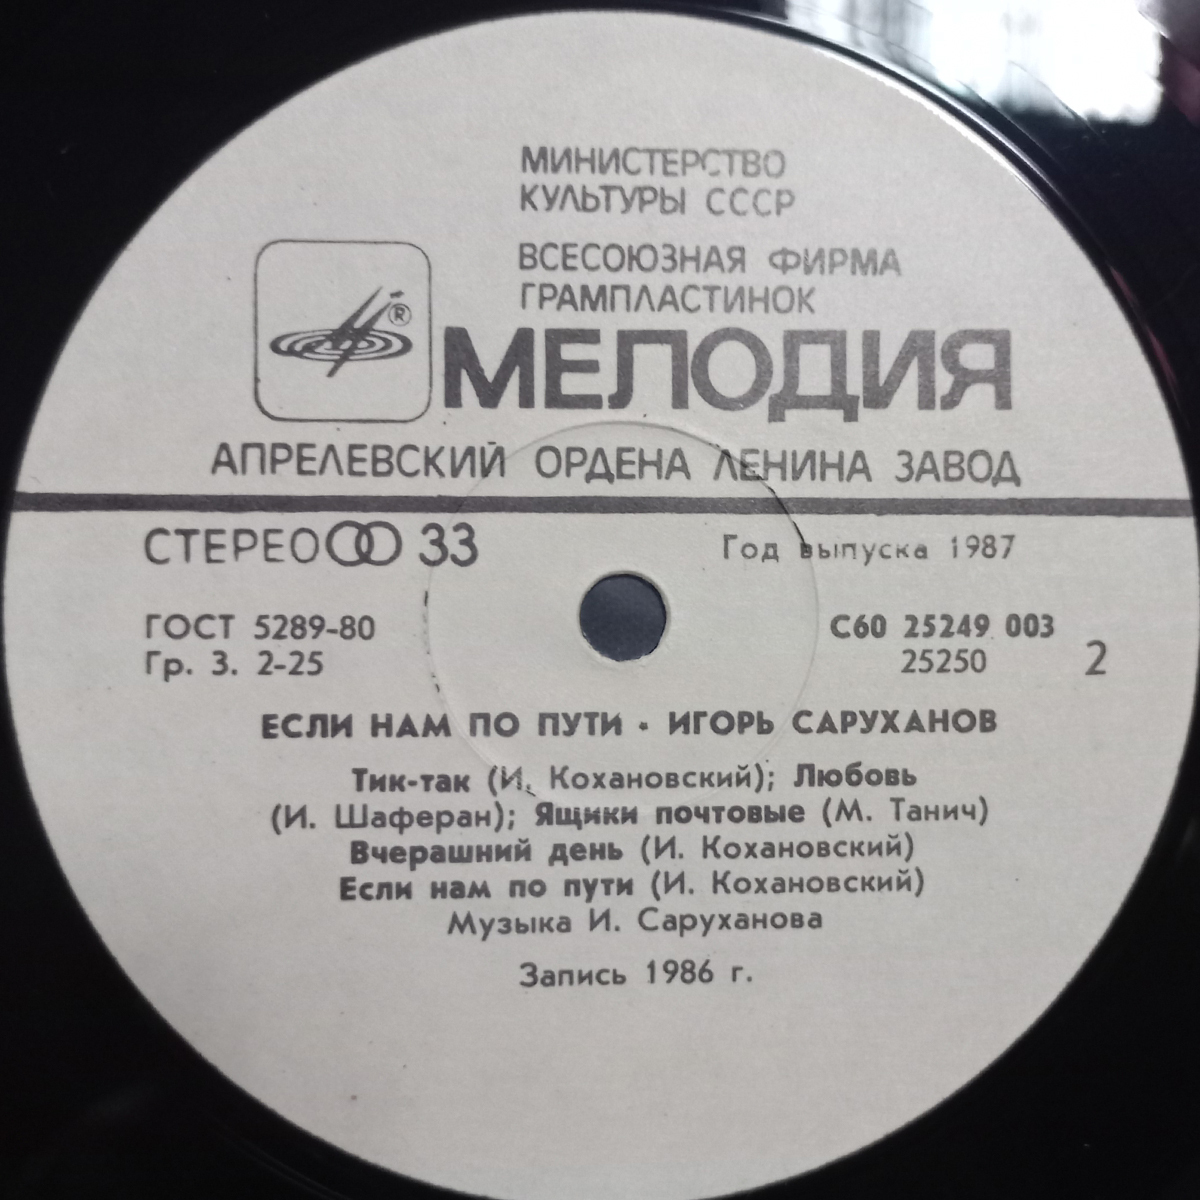 МИНИСТЕРСТВО
КУЛЬТУРЫ СССР
ВСЕСОЮЗНАЯ ФИРМА
ГРАМПЛАСТИНОК
®
МЕЛОДИЯ
АПРЕЛЕВСКИЙ ОРДЕНА ЛЕНИНА ЗАВОД
СТЕРЕО 33 Год выпуска 1987
ГОСТ 5289-80 С60 25249 003
Гр. 3. 2-25 25250 2
ЕСЛИ НАМ ПО ПУТИ • ИГОРЬ САРУХАНОВ
Тик-так (И. Кохановский); Любовь
(И. Шаферан); Ящики почтовые (М. Танич)
Вчерашний день (И. Кохановский)
Если нам по пути (И. Кохановский)
Музыка И. Саруханова
Запись 1986 г.